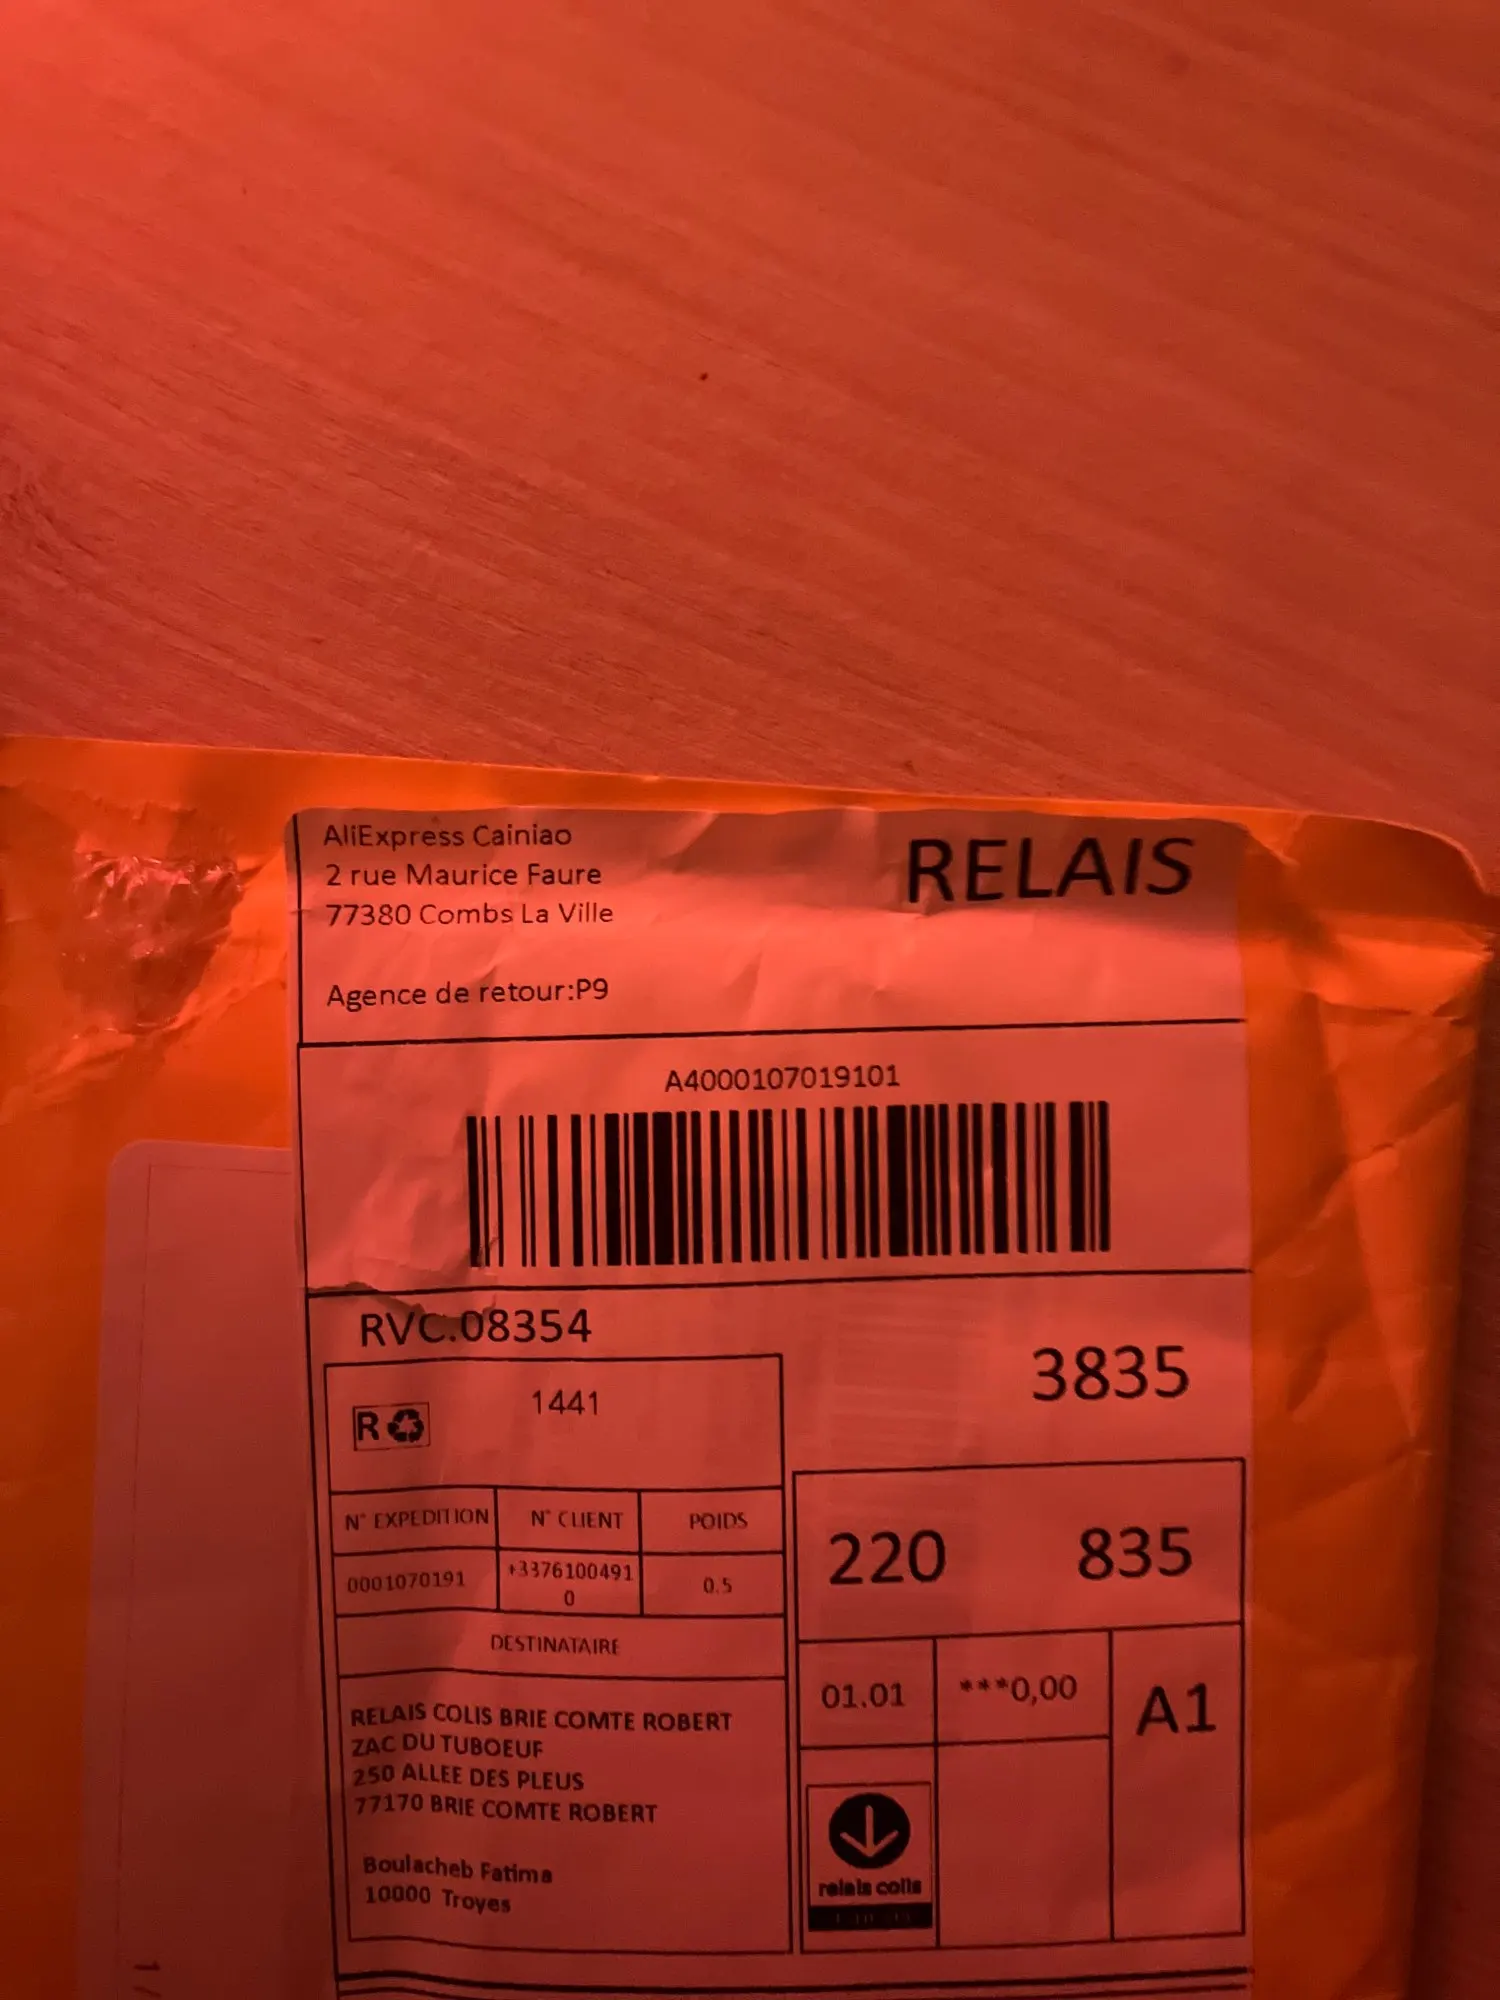 AliExpress Cainiao
2 rue Maurice Faure
77380 Combs La Ville
RELAIS
Agence de retour:P9
A4000107019101
RVC.08354
3835
R
1441
N° EXPEDITION
N° CLIENT
POIDS
0001070191
+3376100491
0
0.5
220
835
DESTINATAIRE
01.01
***0,00
A1
RELAIS COLIS BRIE COMTE ROBERT
ZAC DU TUBOEUF
250 ALLEE DES PLEUS
77170 BRIE COMTE ROBERT
Boulacheb Fatima
10000 Troyes
relais colis